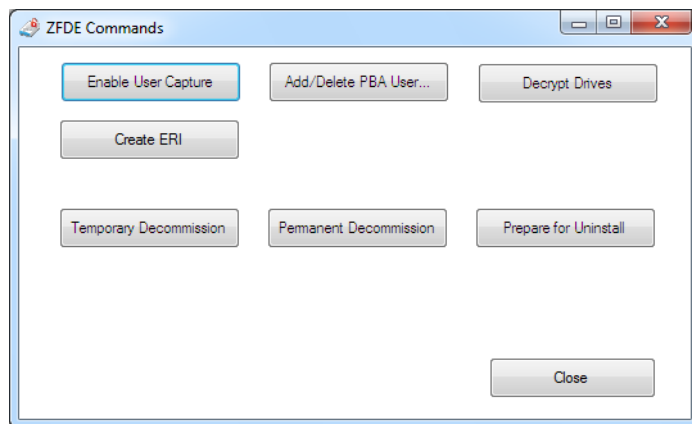 ZFDE Commands
Enable User Capture
Add/Delete PBA User...
Decrypt Drives
Create ERI
Temporary Decommission
Permanent Decommission
Prepare for Uninstall
Close